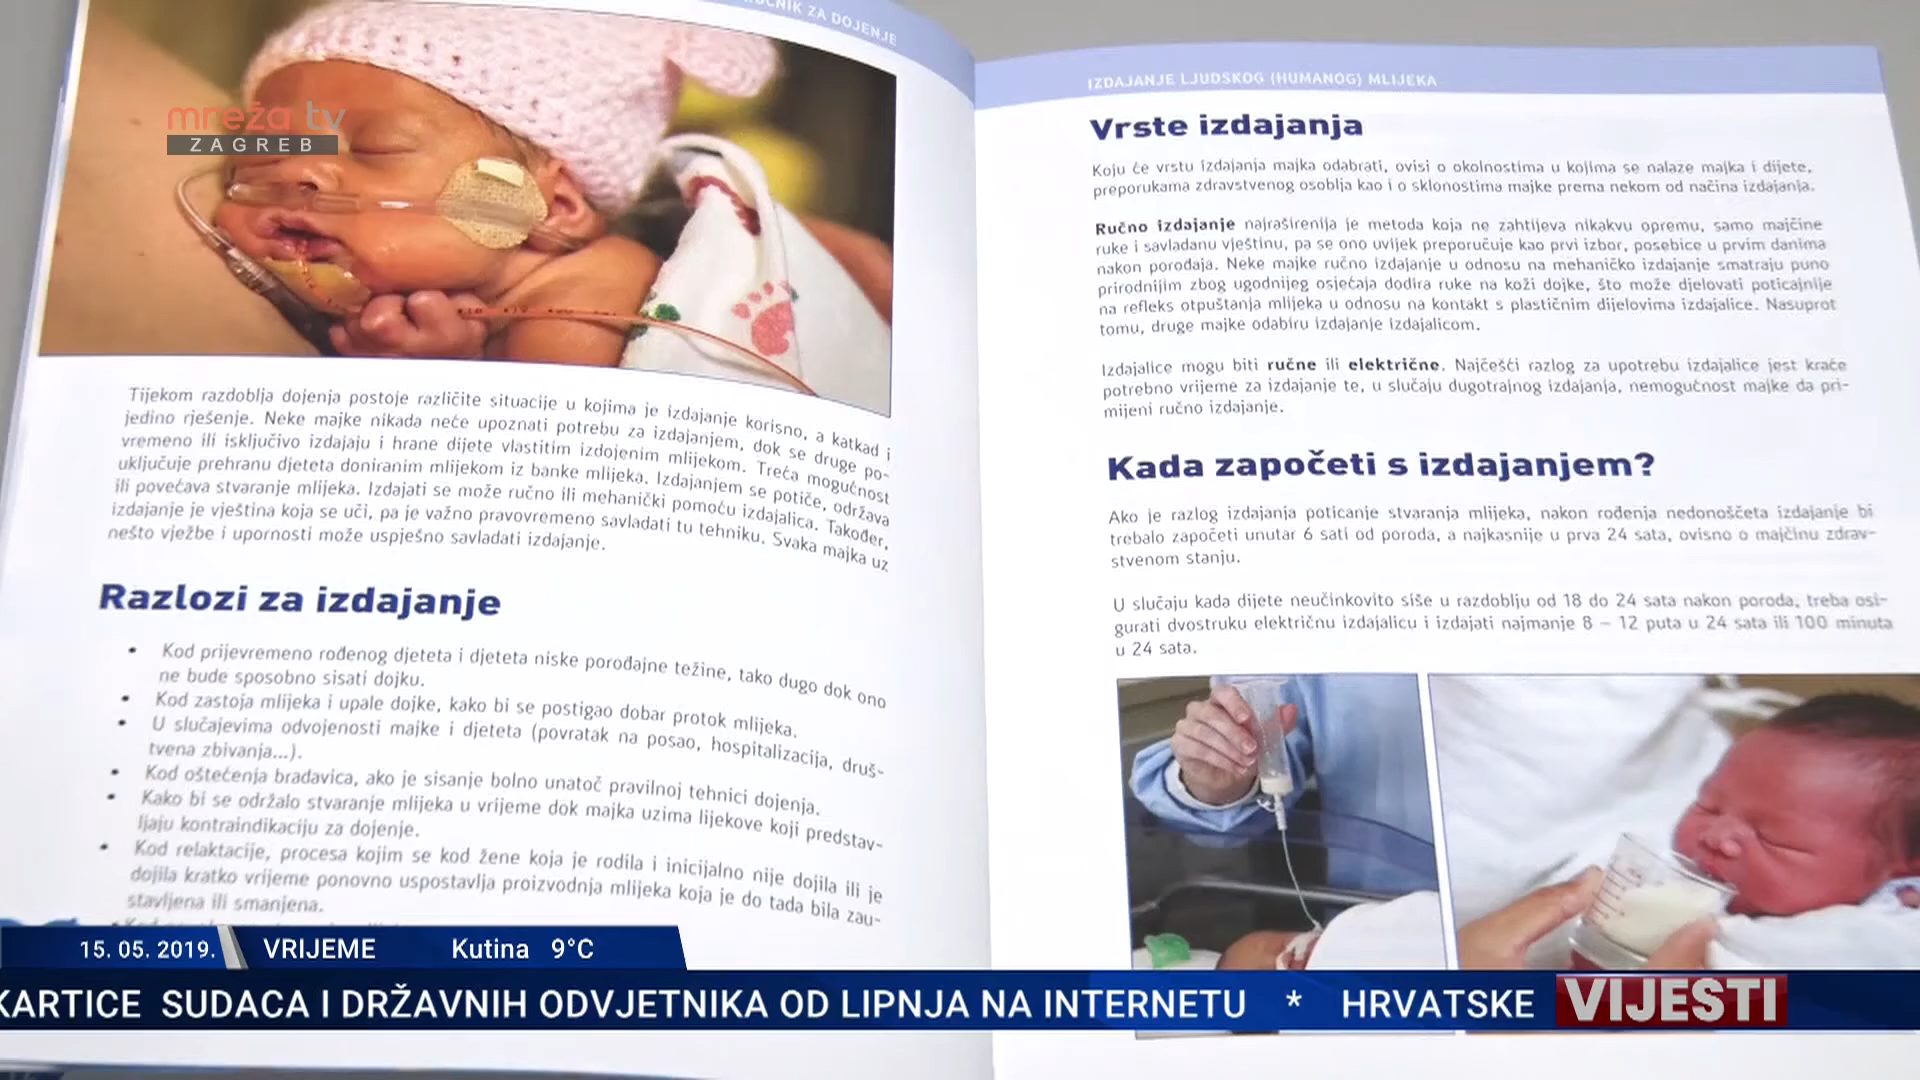 RUČNIK ZA DOJENJE
mreža tv
ZAGREB
Tijekom razdoblja dojenja postoje različite situacije u kojima je izdajanje korisno, a katkad i
jedino rješenje. Neke majke nikada neće upoznati potrebu za izdajanjem, dok se druge po-
vremeno ili isključivo izdajaju i hrane dijete vlastitim izdojenim mlijekom. Treća mogućnost
uključuje prehranu djeteta doniranim mlijekom iz banke mlijeka. Izdajanjem se potiče, održava
ili povećava stvaranje mlijeka. Izdajati se može ručno ili mehanički pomoću izdajalica. Također,
izdajanje je vještina koja se uči, pa je važno pravovremeno savladati tu tehniku. Svaka majka uz
nešto vježbe i upornosti može uspješno savladati izdajanje.
Razlozi za izdajanje
• Kod prijevremeno rođenog djeteta i djeteta niske porođajne težine, tako dugo dok ono
ne bude sposobno sisati dojku.
• Kod zastoja mlijeka i upale dojke, kako bi se postigao dobar protok mlijeka.
• U slučajevima odvojenosti majke i djeteta (povratak na posao, hospitalizacija, druš-
tvena zbivanja...).
• Kod oštećenja bradavica, ako je sisanje bolno unatoč pravilnoj tehnici dojenja.
• Kako bi se održalo stvaranje mlijeka u vrijeme dok majka uzima lijekove koji predstav-
ljaju kontraindikaciju za dojenje.
• Kod relaktacije, procesa kojim se kod žene koja je rodila i inicijalno nije dojila ili je
dojila kratko vrijeme ponovno uspostavlja proizvodnja mlijeka koja je do tada bila zau-
stavljena ili smanjena.
IZDAJANJE LJUDSKOG (HUMANOG) MLIJEKA
Vrste izdajanja
Koju će vrstu izdajanja majka odabrati, ovisi o okolnostima u kojima se nalaze majka i dijete,
preporukama zdravstvenog osoblja kao i o sklonostima majke prema nekom od načina izdajanja.
Ručno izdajanje najraširenija je metoda koja ne zahtijeva nikakvu opremu, samo majčine
ruke i savladanu vještinu, pa se ono uvijek preporučuje kao prvi izbor, posebice u prvim danima
nakon porođaja. Neke majke ručno izdajanje u odnosu na mehaničko izdajanje smatraju puno
prirodnijim zbog ugodnijeg osjećaja dodira ruke na koži dojke, što može djelovati poticajnije
na refleks otpuštanja mlijeka u odnosu na kontakt s plastičnim dijelovima izdajalice. Nasuprot
tomu, druge majke odabiru izdajanje izdajalicom.
Izdajalice mogu biti ručne ili električne. Najčešći razlog za upotrebu izdajalice jest kraće
potrebno vrijeme za izdajanje te, u slučaju dugotrajnog izdajanja, nemogućnost majke da pri-
mijeni ručno izdajanje.
Kada započeti s izdajanjem?
Ako je razlog izdajanja poticanje stvaranja mlijeka, nakon rođenja nedonoščeta izdajanje bi
trebalo započeti unutar 6 sati od poroda, a najkasnije u prva 24 sata, ovisno o majčinu zdrav-
stvenom stanju.
U slučaju kada dijete neučinkovito siše u razdoblju od 18 do 24 sata nakon poroda, treba osi-
gurati dvostruku električnu izdajalicu i izdajati najmanje 8 – 12 puta u 24 sata ili 100 minuta
u 24 sata.
15. 05. 2019. VRIJEME Kutina 9°C
KARTICE SUDACA I DRŽAVNIH ODVJETNIKA OD LIPNJA NA INTERNETU * HRVATSKE VIJESTI